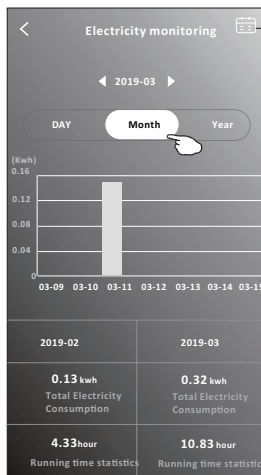 Electricity monitoring
2019-03
DAY Month Year
(Kwh)
0.16
0.12
0.08
0.04
0
03-09 03-10 03-11 03-12 03-13 03-14 03-15
2019-02 2019-03
0.13 kwh 0.32 kwh
Total Electricity Total Electricity
Consumption Consumption
4.33hour 10.83 hour
Running time statistics Running time statistic